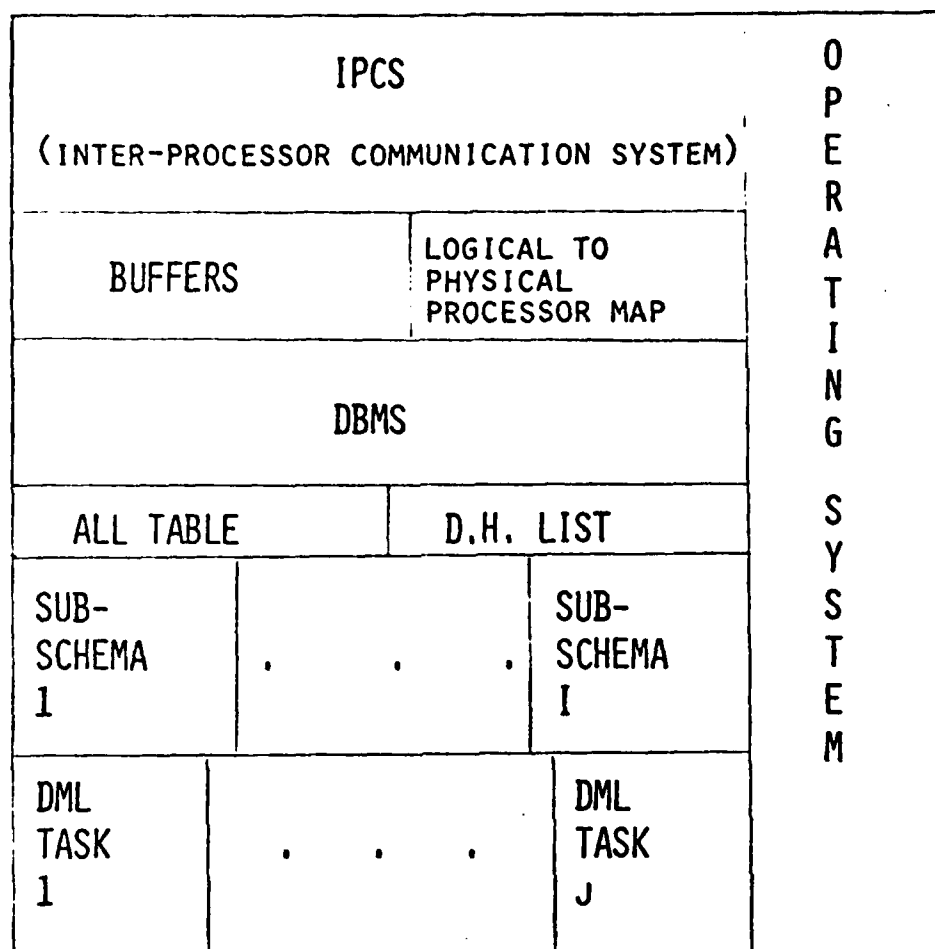 IPCS
(INTER-PROCESSOR COMMUNICATION SYSTEM)
BUFFERS
LOGICAL TO
PHYSICAL
PROCESSOR MAP
DBMS
ALL TABLE
D.H. LIST
SUB-
SCHEMA
1
. . .
SUB-
SCHEMA
I
DML
TASK
1
. . .
DML
TASK
J
OPERATING SYSTEM